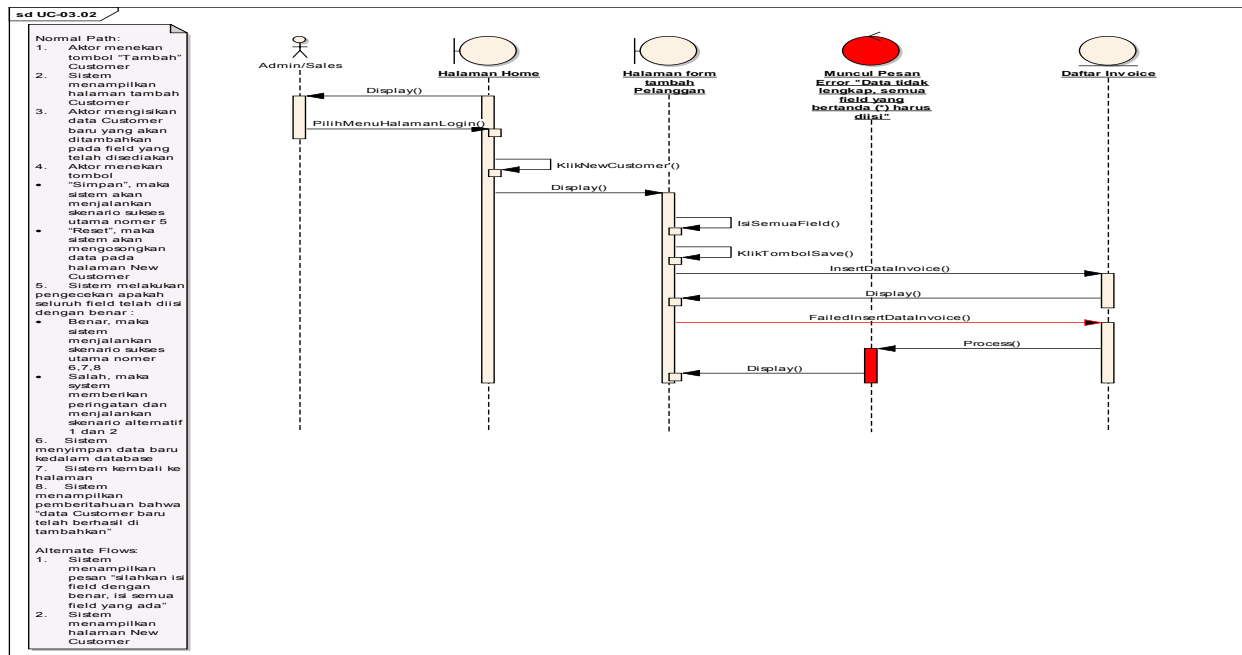 sd UC-03.02
Normal Path:
1. Aktor menekan
tombol "Tambah"
Customer
2. Sistem
menampilkan
halaman tambah
Customer
3. Aktor mengisikan
data Customer
baru yang akan
ditambahkan
pada field yang
telah disediakan
4. Aktor menekan
tombol
• "Simpan", maka
sistem akan
menjalankan
skenario sukses
utama nomer 5
• "Reset", maka
sistem akan
mengosongkan
data pada
halaman New
Customer
5. Sistem melakukan
pengecekan apakah
seluruh field telah diisi
dengan benar :
• Benar, maka
sistem
menjalankan
skenario sukses
utama nomer
6,7,8
• Salah, maka
system
memberikan
peringatan dan
menjalankan
skenario alternatif
1 dan 2
6. Sistem
menyimpan data baru
kedalam database
7. Sistem kembali ke
halaman
8. Sistem
menampilkan
pemberitahuan bahwa
"data Customer baru
telah berhasil di
tambahkan"
Alternate Flows:
1. Sistem
menampilkan
pesan "silahkan isi
field dengan
benar, isi semua
field yang ada"
2. Sistem
menampilkan
halaman New
Customer
Admin/Sales
Halaman Home
Halaman form
tambah
Pelanggan
Muncul Pesan
Error "Data tidak
lengkap, semua
field yang
bertanda (*) harus
diisi"
Daftar Invoice
Display()
PilihMenuHalamanLogin()
KlikNewCustomer()
Display()
IsiSemuaField()
KlikTombolSave()
InsertDataInvoice()
Display()
FailedInsertDataInvoice()
Process()
Display()